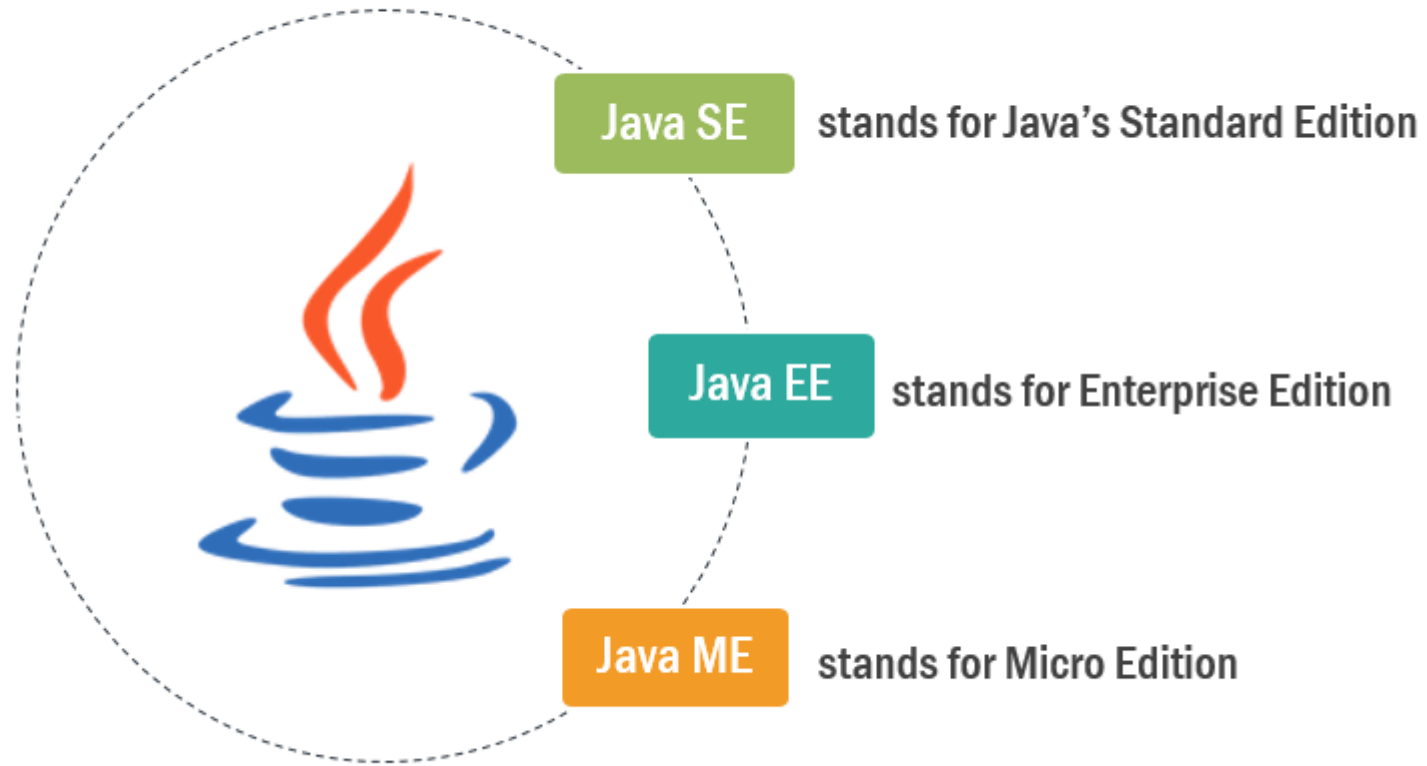 Java SE stands for Java’s Standard Edition
Java EE stands for Enterprise Edition
Java ME stands for Micro Edition